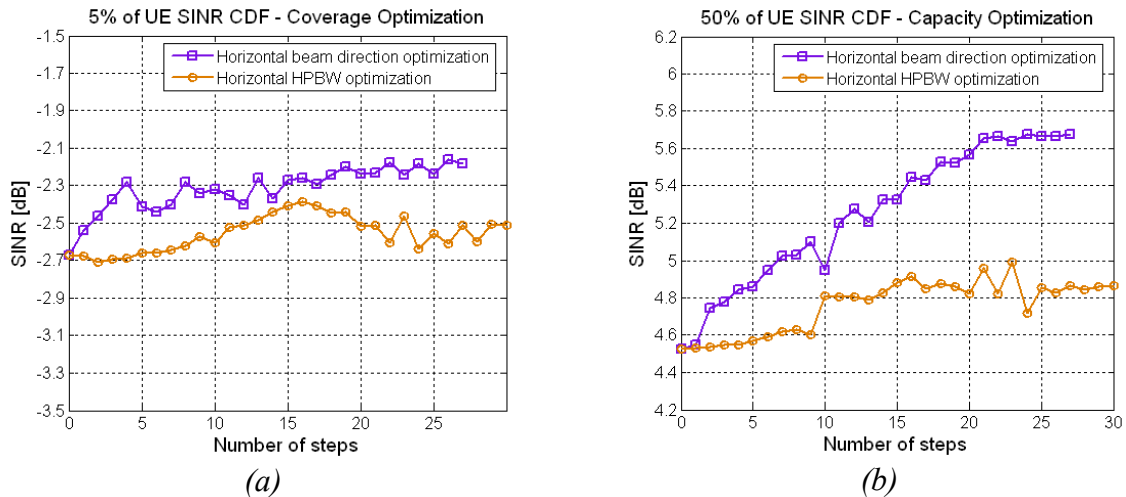 5% of UE SINR CDF - Coverage Optimization
-1.5
-1.7
-1.9
-2.1
-2.3
-2.5
-2.7
-2.9
-3.1
-3.3
-3.5
SINR [dB]
Horizontal beam direction optimization
Horizontal HPBW optimization
0 5 10 15 20 25
Number of steps
(a)
50% of UE SINR CDF - Capacity Optimization
6.2
6
5.8
5.6
5.4
5.2
5
4.8
4.6
4.4
4.2
SINR [dB]
Horizontal beam direction optimization
Horizontal HPBW optimization
0 5 10 15 20 25 30
Number of steps
(b)